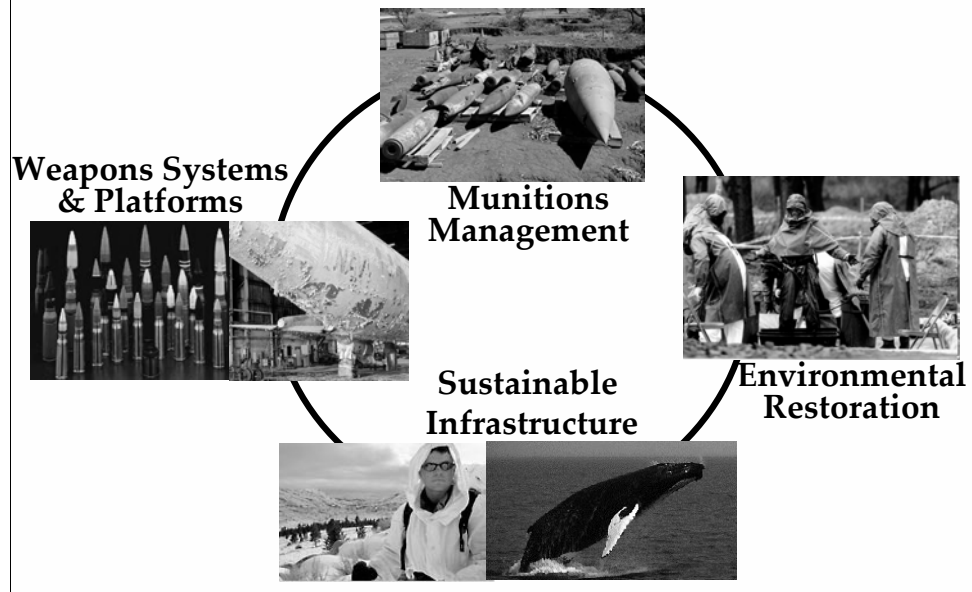 Weapons Systems
& Platforms
Munitions
Management
Environmental
Restoration
Sustainable
Infrastructure